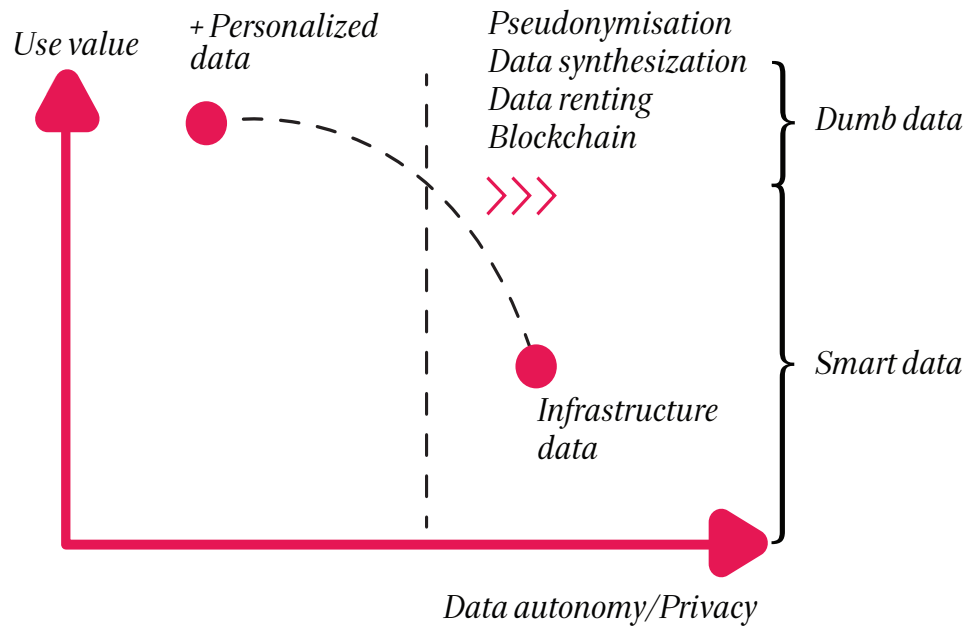 Use value
+ Personalized
data
Pseudonymisation
Data synthesization
Data renting
Blockchain
Dumb data
Smart data
Infrastructure
data
Data autonomy/Privacy